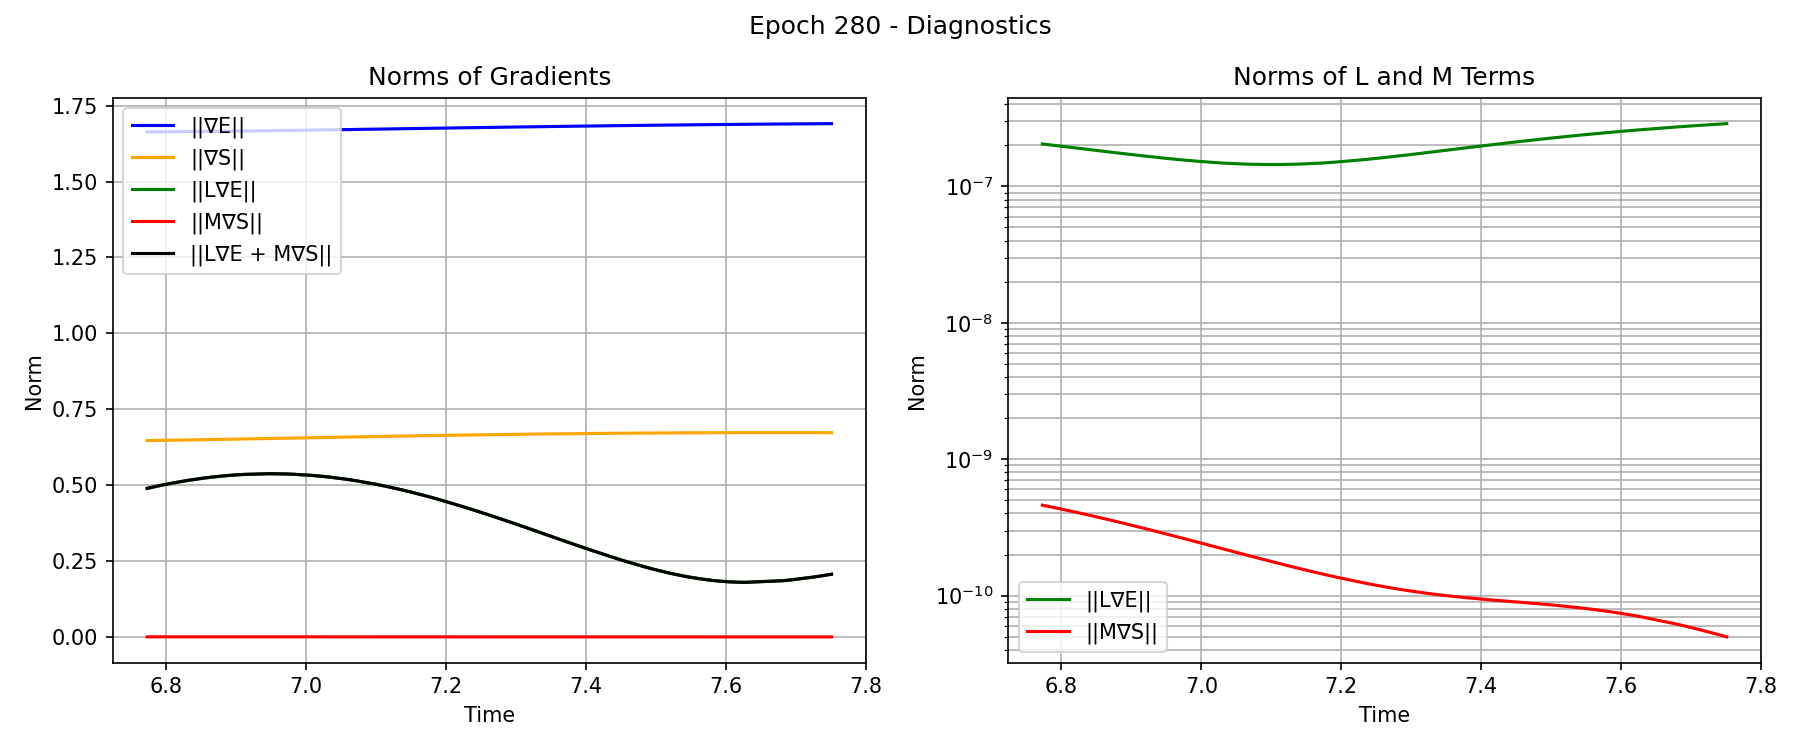 Epoch 280 - Diagnostics
Norms of Gradients
1.75
1.50
1.25
1.00
0.75
0.50
0.25
0.00
Norm
||∇E||
||∇S||
||L∇E||
||M∇S||
||L∇E + M∇S||
6.8 7.0 7.2 7.4 7.6 7.8
Time
Norms of L and M Terms
10⁻⁷
10⁻⁸
10⁻⁹
10⁻¹⁰
Norm
||L∇E||
||M∇S||
6.8 7.0 7.2 7.4 7.6 7.8
Time